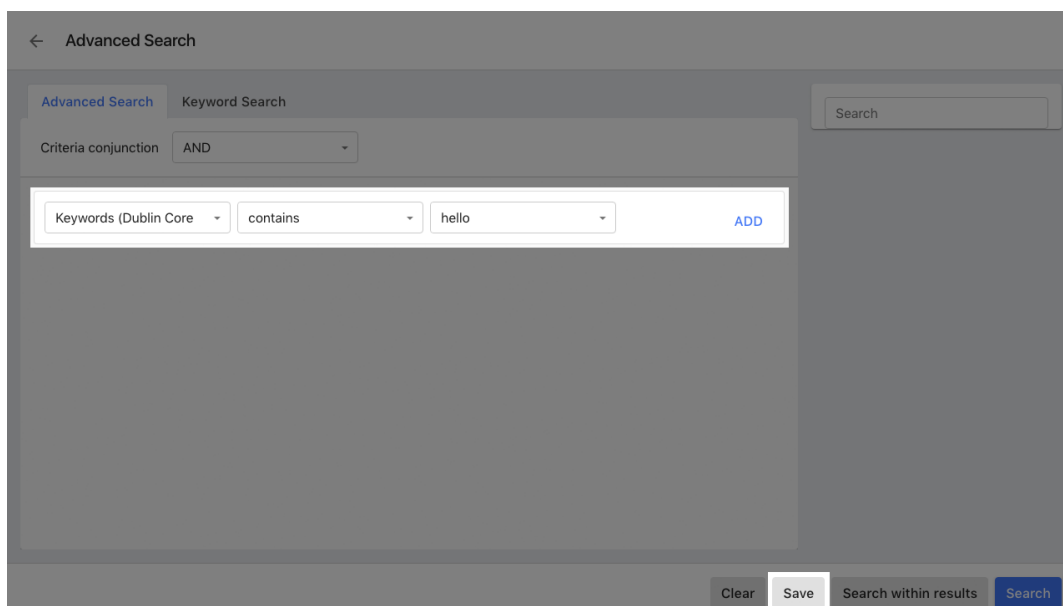 Advanced Search
Advanced Search Keyword Search
Search
Criteria conjunction AND
Keywords (Dublin Core contains hello ADD
Clear Save Search within results Search